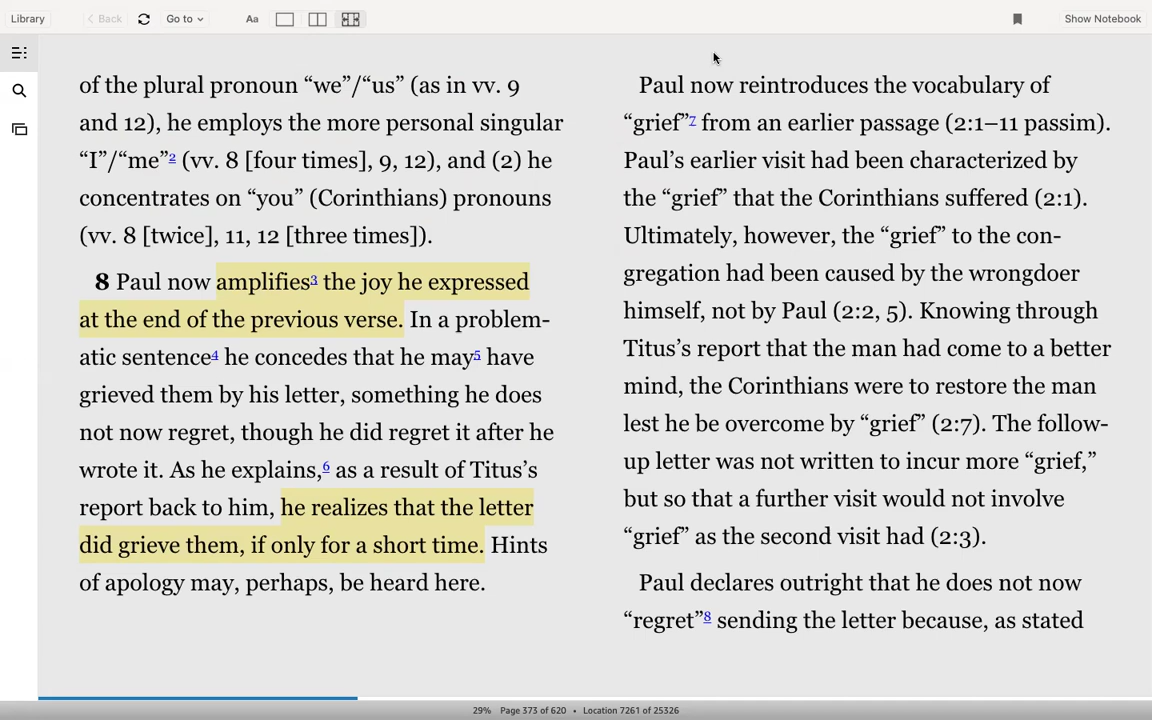 Library
Back
Go to
Aa
Show Notebook
of the plural pronoun “we”/“us” (as in vv. 9
and 12), he employs the more personal singular
“I”/“me”2 (vv. 8 [four times], 9, 12), and (2) he
concentrates on “you” (Corinthians) pronouns
(vv. 8 [twice], 11, 12 [three times]).
8 Paul now amplifies3 the joy he expressed
at the end of the previous verse. In a problem-
atic sentence4 he concedes that he may5 have
grieved them by his letter, something he does
not now regret, though he did regret it after he
wrote it. As he explains,6 as a result of Titus’s
report back to him, he realizes that the letter
did grieve them, if only for a short time. Hints
of apology may, perhaps, be heard here.
Paul now reintroduces the vocabulary of
“grief”7 from an earlier passage (2:1–11 passim).
Paul’s earlier visit had been characterized by
the “grief” that the Corinthians suffered (2:1).
Ultimately, however, the “grief” to the con-
gregation had been caused by the wrongdoer
himself, not by Paul (2:2, 5). Knowing through
Titus’s report that the man had come to a better
mind, the Corinthians were to restore the man
lest he be overcome by “grief” (2:7). The follow-
up letter was not written to incur more “grief,”
but so that a further visit would not involve
“grief” as the second visit had (2:3).
Paul declares outright that he does not now
“regret”8 sending the letter because, as stated
29% Page 373 of 620 • Location 7261 of 25326